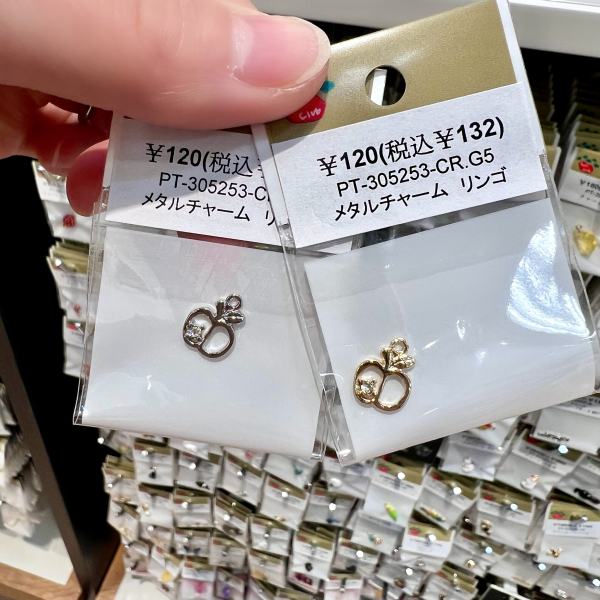 ¥120(税込¥
PT-305253-C
メタルチャーム リ
¥120(税込¥132)
PT-305253-CR.G5
メタルチャーム リンゴ